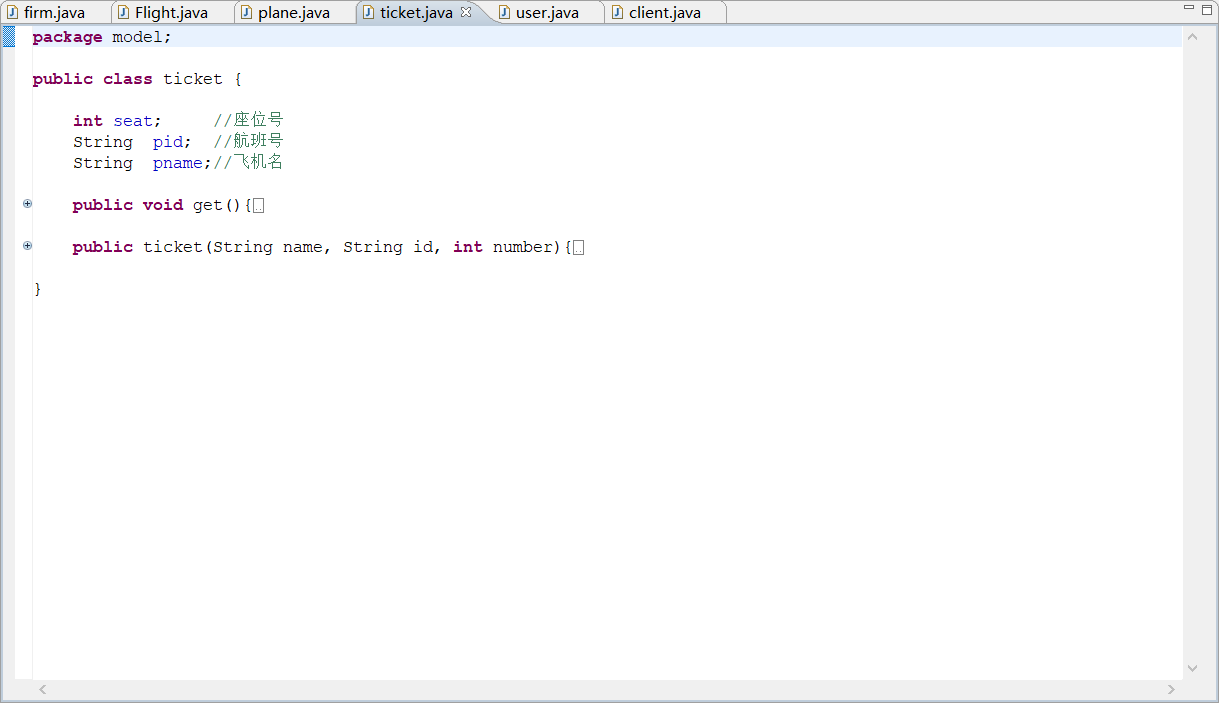 firm.java Flight.java plane.java ticket.java user.java client.java
package model;
public class ticket {
int seat; //座位号
String pid; //航班号
String pname;//飞机名
public void get(){
public ticket(String name, String id, int number){
}